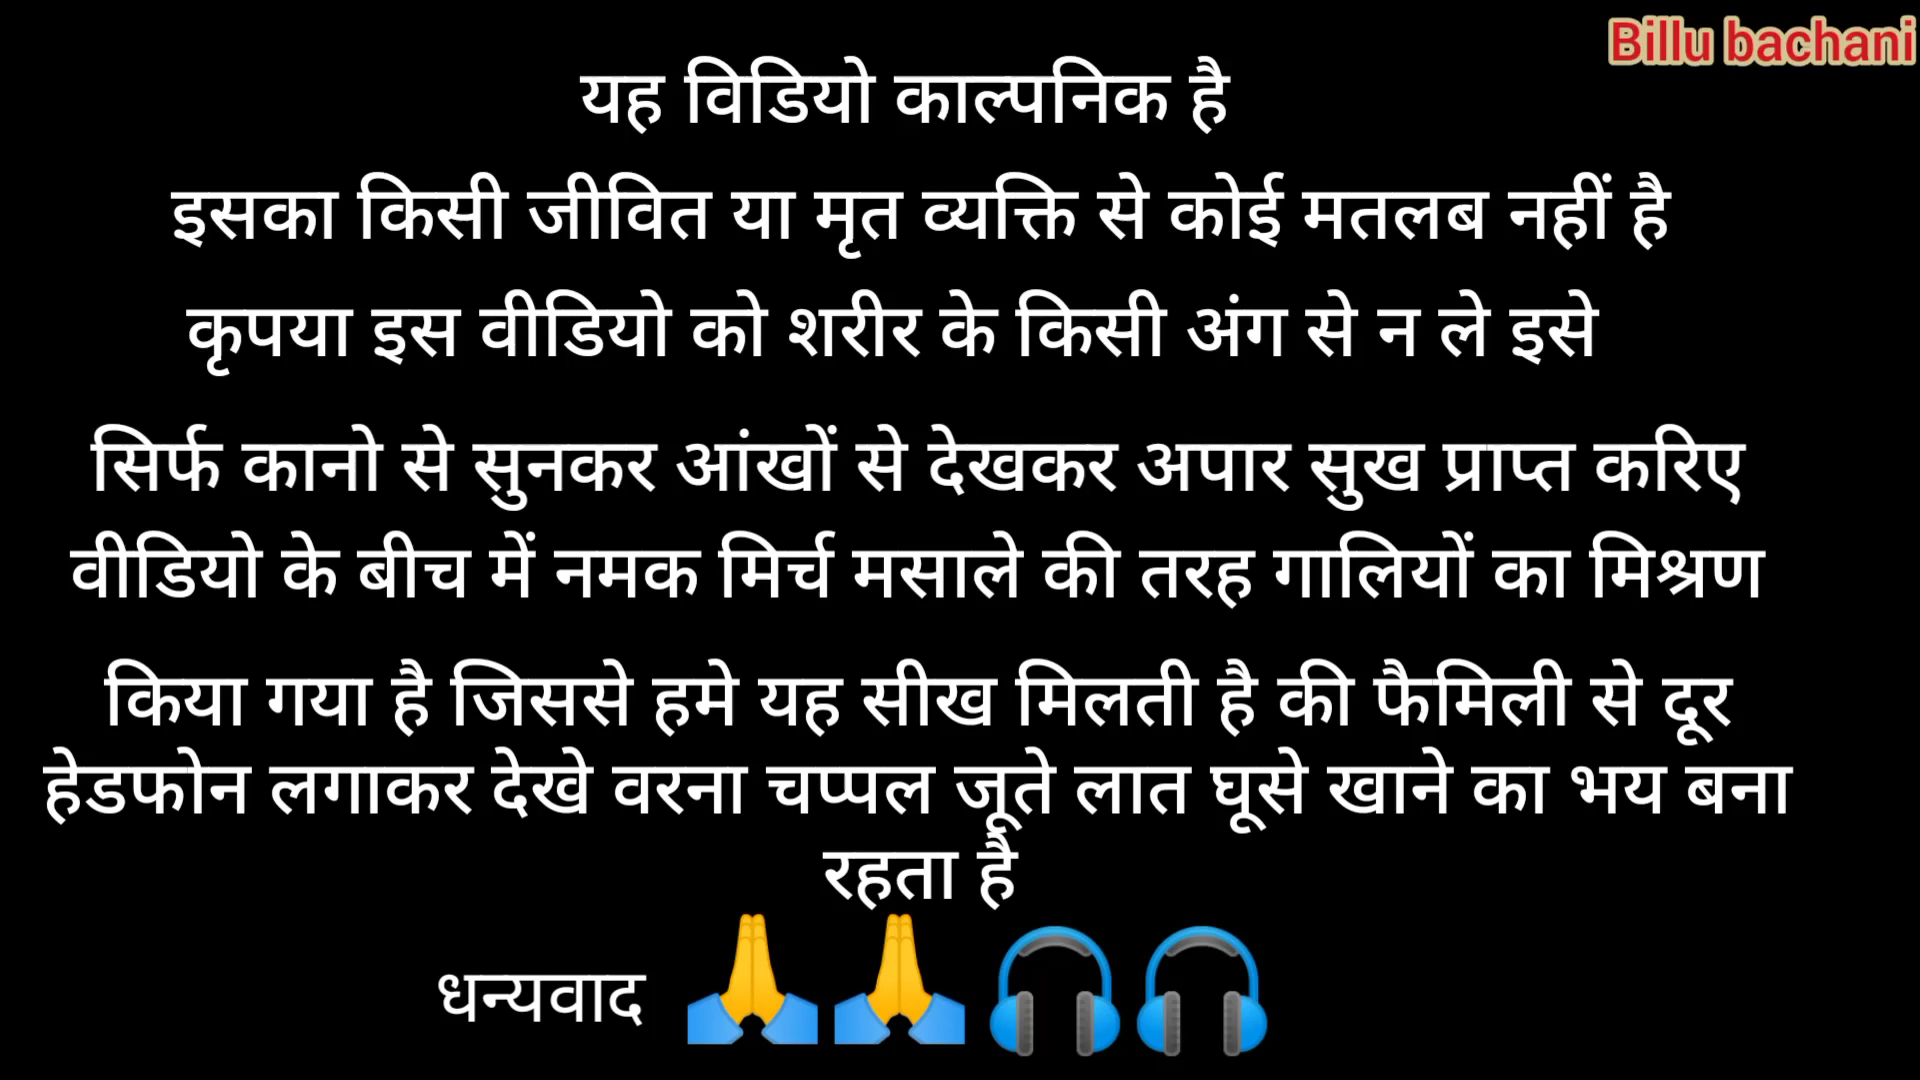 Billu bachani
यह विडियो काल्पनिक है
इसका किसी जीवित या मृत व्यक्ति से कोई मतलब नहीं है
कृपया इस वीडियो को शरीर के किसी अंग से न ले इसे
सिर्फ कानो से सुनकर आंखों से देखकर अपार सुख प्राप्त करिए
वीडियो के बीच में नमक मिर्च मसाले की तरह गालियों का मिश्रण
किया गया है जिससे हमे यह सीख मिलती है की फैमिली से दूर
हेडफोन लगाकर देखे वरना चप्पल जूते लात घूसे खाने का भय बना
रहता है
धन्यवाद 🙏🙏🎧🎧